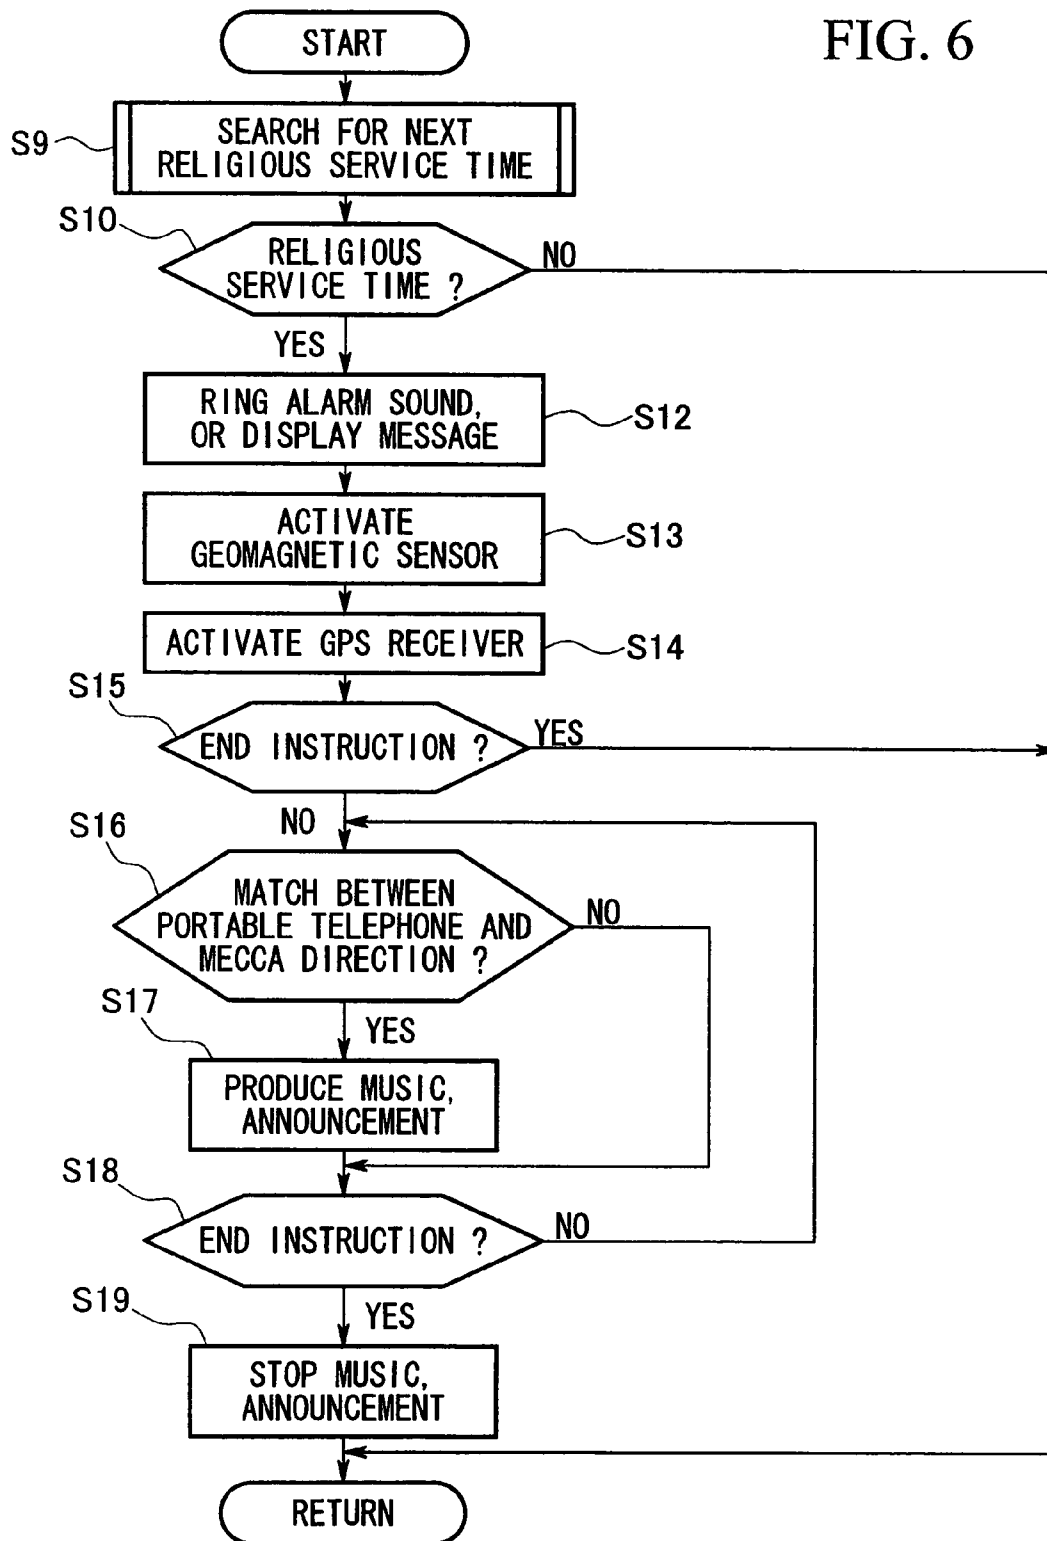 FIG. 6
START
S9
SEARCH FOR NEXT
RELIGIOUS SERVICE TIME
S10
RELIGIOUS
SERVICE TIME ?
NO
YES
RING ALARM SOUND,
OR DISPLAY MESSAGE
S12
ACTIVATE
GEOMAGNETIC SENSOR
S13
ACTIVATE GPS RECEIVER
S14
S15
END INSTRUCTION ?
YES
NO
S16
MATCH BETWEEN
PORTABLE TELEPHONE AND
MECCA DIRECTION ?
NO
YES
S17
PRODUCE MUSIC,
ANNOUNCEMENT
S18
END INSTRUCTION ?
NO
YES
S19
STOP MUSIC,
ANNOUNCEMENT
RETURN